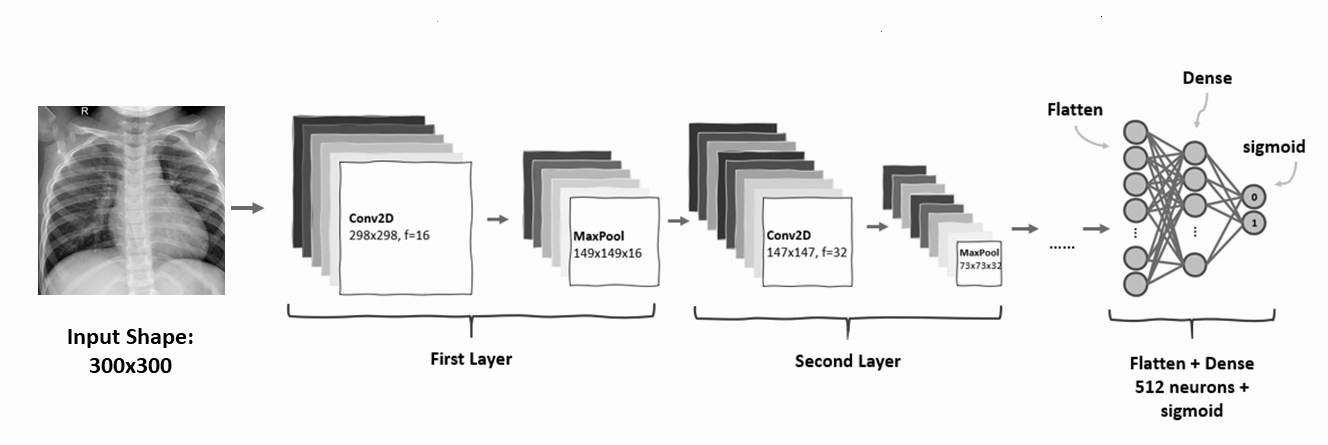 R
Input Shape:
300x300
Conv2D
298x298, f=16
MaxPool
149x149x16
First Layer
Conv2D
147x147, f=32
MaxPool
73x73x32
Second Layer
......
Flatten
Dense
sigmoid
0
1
Flatten + Dense
512 neurons +
sigmoid